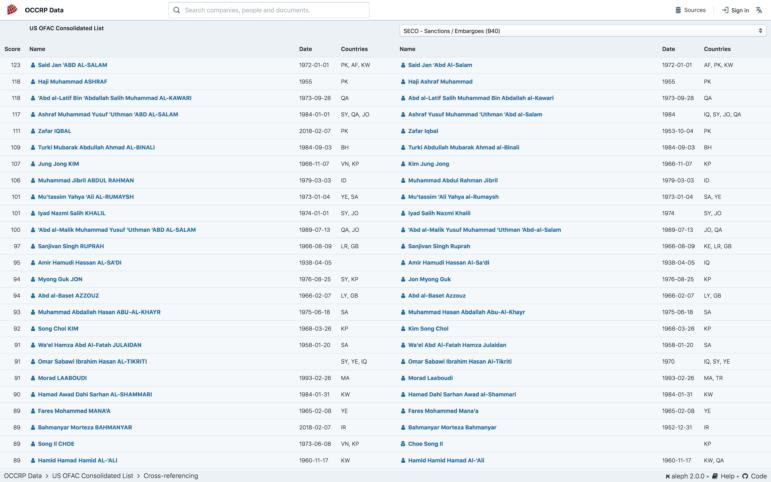 OCCRP Data
Search companies, people and documents.
Sources
Sign in
US OFAC Consolidated List
SECO - Sanctions / Embargoes (940)
Score Name Date Countries Name Date Countries
123 Said Jan 'ABD AL-SALAM 1972-01-01 PK, AF, KW Said Jan 'Abd Al-Salam 1972-01-01 AF, PK, KW
118 Haji Muhammad ASHRAF 1955 PK Haji Ashraf Muhammad 1955 PK
118 'Abd al-Latif Bin 'Abdallah Salih Muhammad AL-KAWARI 1973-09-28 QA Abd al-Latif Salih Muhammad Bin Abdallah al-Kawari 1973-09-28 QA
117 Ashraf Muhammad Yusuf 'Uthman 'ABD AL-SALAM 1984-01-01 SY, QA, JO Ashraf Yusuf Muhammad 'Uthman 'Abd al-Salam 1984 IQ, SY, JO, QA
111 Zafar IQBAL 2018-02-07 PK Zafar Iqbal 1953-10-04 PK
109 Turki Mubarak Abdullah Ahmad AL-BINALI 1984-09-03 BH Turki Abdullah Mubarak Ahmad al-Binali 1984-09-03 BH
107 Jung Jong KIM 1966-11-07 VN, KP Kim Jung Jong 1966-11-07 KP
106 Muhammad Jibril ABDUL RAHMAN 1979-03-03 ID Muhammad Abdul Rahman Jibril 1979-03-03 ID
101 Mu'tassim Yahya 'Ali AL-RUMAYSH 1973-01-04 YE, SA Mu'tassim 'Ali Yahya al-Rumaysh 1973-01-04 SA, YE
101 Iyad Nazmi Salih KHALIL 1974-01-01 SY, JO Iyad Salih Nazmi Khalil 1974 SY, JO
100 'Abd al-Malik Muhammad Yusuf 'Uthman 'ABD AL-SALAM 1989-07-13 QA, JO 'Abd al-Malik Yusuf Muhammad 'Uthman 'Abd-al-Salam 1989-07-13 JO, QA
97 Sanjivan Singh RUPRAH 1966-08-09 LR, GB Sanjivan Singh Ruprah 1966-08-09 KE, LR, GB
95 Amir Hamudi Hassan AL-SA'DI 1938-04-05 Amir Hamudi Hassan Al-Sa'di 1938-04-05 IQ
94 Myong Guk JON 1976-08-25 SY, KP Jon Myong Guk 1976-08-25 KP
94 Abd al-Baset AZZOUZ 1966-02-07 LY, GB Abd al-Baset Azzouz 1966-02-07 LY, GB
93 Muhammad Abdallah Hasan ABU-AL-KHAYR 1975-06-18 SA Muhammad Hasan Abdallah Abu-Al-Khayr 1975-06-18 SA
92 Song Chol KIM 1968-03-26 KP Kim Song Chol 1968-03-26 KP
91 Wa'el Hamza Abd Al-Fatah JULAIDAN 1958-01-20 SA Wa'el Abd Al-Fatah Hamza Julaidan 1958-01-20 SA
91 Omar Sabawi Ibrahim Hasan AL-TIKRITI SY, YE, IQ Omar Sabawi Ibrahim Hasan Al-Tikriti 1970 IQ, SY, YE
91 Morad LAABOUDI 1993-02-26 MA Morad Laaboudi 1993-02-26 MA, TR
90 Hamad Awad Dahi Sarhan AL-SHAMMARI 1984-01-31 KW Hamad Dahi Sarhan Awad al-Shammari 1984-01-31 KW
89 Fares Mohammed MANA'A 1965-02-08 YE Fares Mohammed Mana'a 1965-02-08 YE
89 Bahmanyar Morteza BAHMANYAR 2018-02-07 IR Bahmanyar Morteza Bahmanyar 1952-12-31 IR
89 Song Il CHOE 1973-06-08 VN, KP Choe Song Il KP
89 Hamid Hamad Hamid AL-'ALI 1960-11-17 KW Hamid Hamid Hamad Al-'Ali 1960-11-17 KW, QA
OCCRP Data > US OFAC Consolidated List > Cross-referencing
aleph 2.0.0 • Help • Code